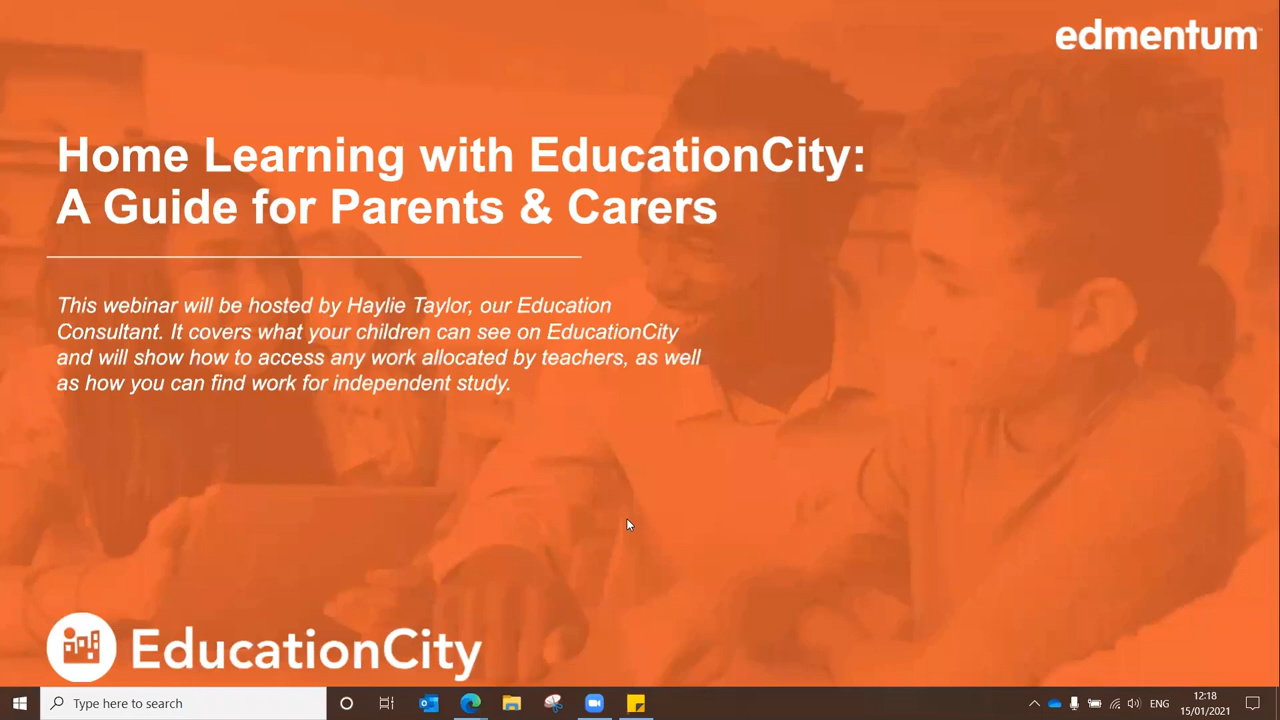 edmentum
Home Learning with EducationCity:
A Guide for Parents & Carers
This webinar will be hosted by Haylie Taylor, our Education
Consultant. It covers what your children can see on EducationCity
and will show how to access any work allocated by teachers, as well
as how you can find work for independent study.
EducationCity
Type here to search
ENG
12:18
15/01/2021